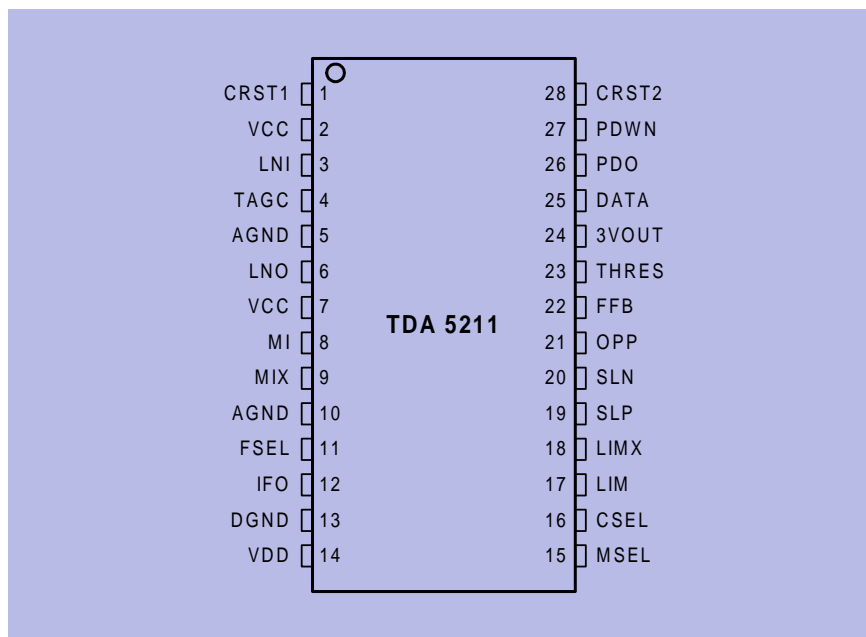 CRST1 1 28 CRST2
VCC 2 27 PDWN
LNI 3 26 PDO
TAGC 4 25 DATA
AGND 5 24 3VOUT
LNO 6 23 THRES
VCC 7 22 FFB
TDA 5211
MI 8 21 OPP
MIX 9 20 SLN
AGND 10 19 SLP
FSEL 11 18 LIMX
IFO 12 17 LIM
DGND 13 16 CSEL
VDD 14 15 MSEL